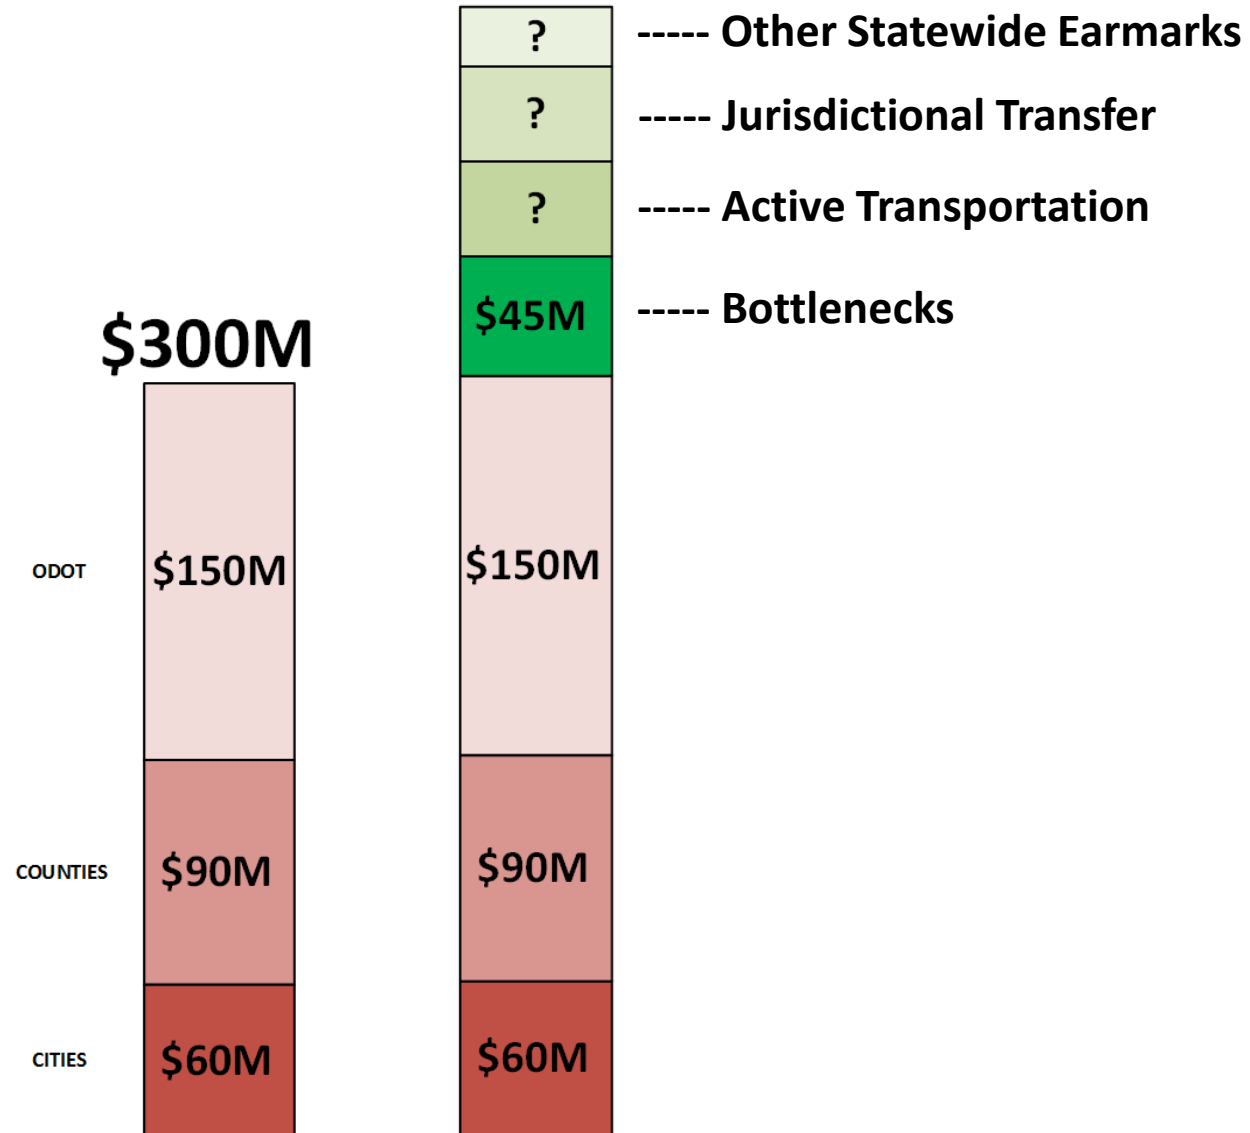 ? ----- Other Statewide Earmarks
? ----- Jurisdictional Transfer
? ----- Active Transportation
$45M ----- Bottlenecks
$300M
ODOT $150M $150M
COUNTIES $90M $90M
CITIES $60M $60M